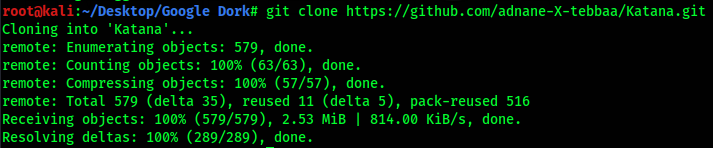 root@kali:~/Desktop/Google Dork# git clone https://github.com/adnane-X-tebbaa/Katana.git
Cloning into 'Katana'...
remote: Enumerating objects: 579, done.
remote: Counting objects: 100% (63/63), done.
remote: Compressing objects: 100% (57/57), done.
remote: Total 579 (delta 35), reused 11 (delta 5), pack-reused 516
Receiving objects: 100% (579/579), 2.53 MiB | 814.00 KiB/s, done.
Resolving deltas: 100% (289/289), done.